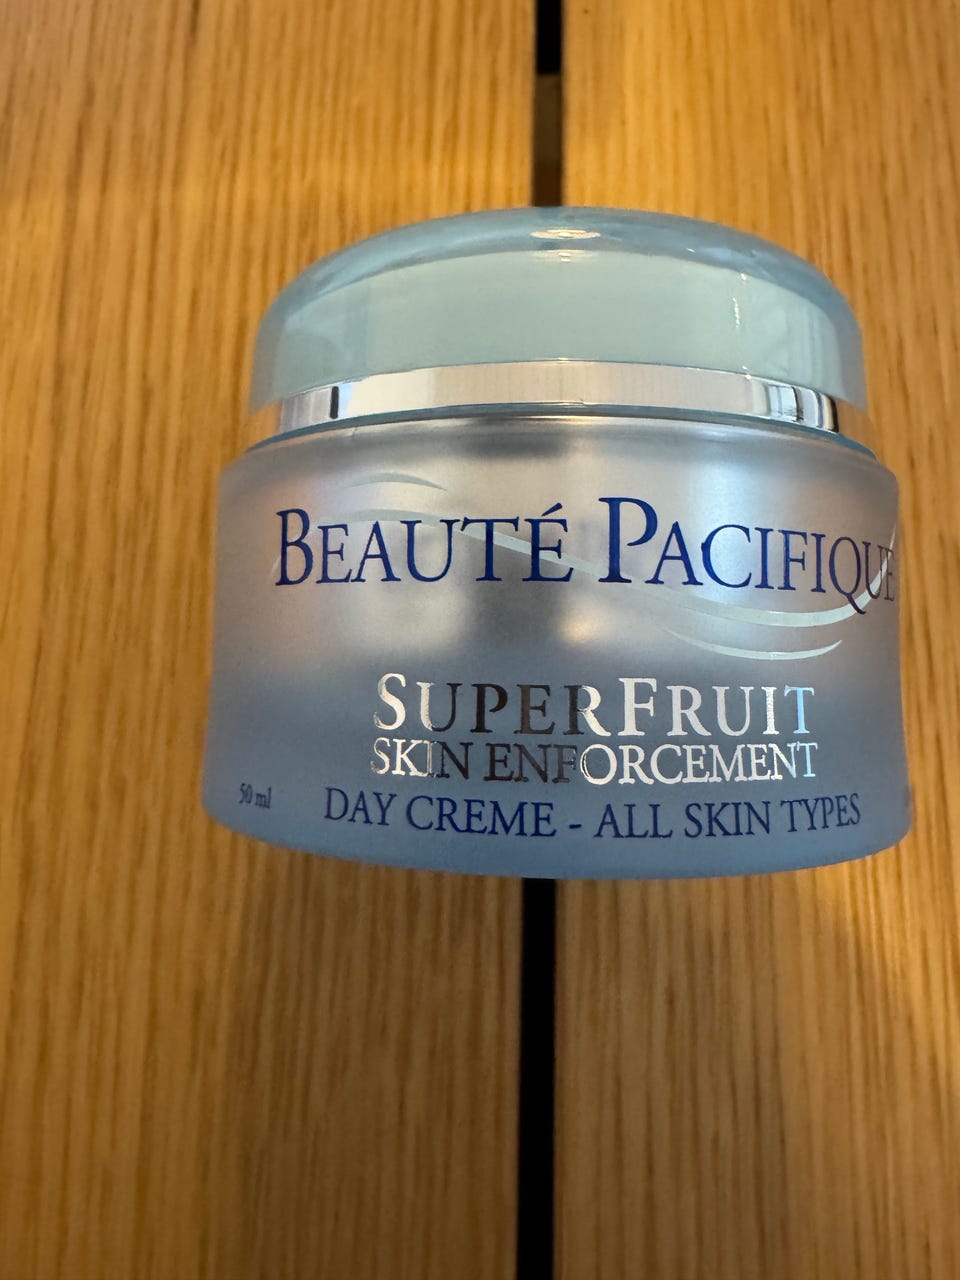 BEAUTÉ PACIFIQUE
SUPERFRUIT
SKIN ENFORCEMENT
50 ml
DAY CREME - ALL SKIN TYPES